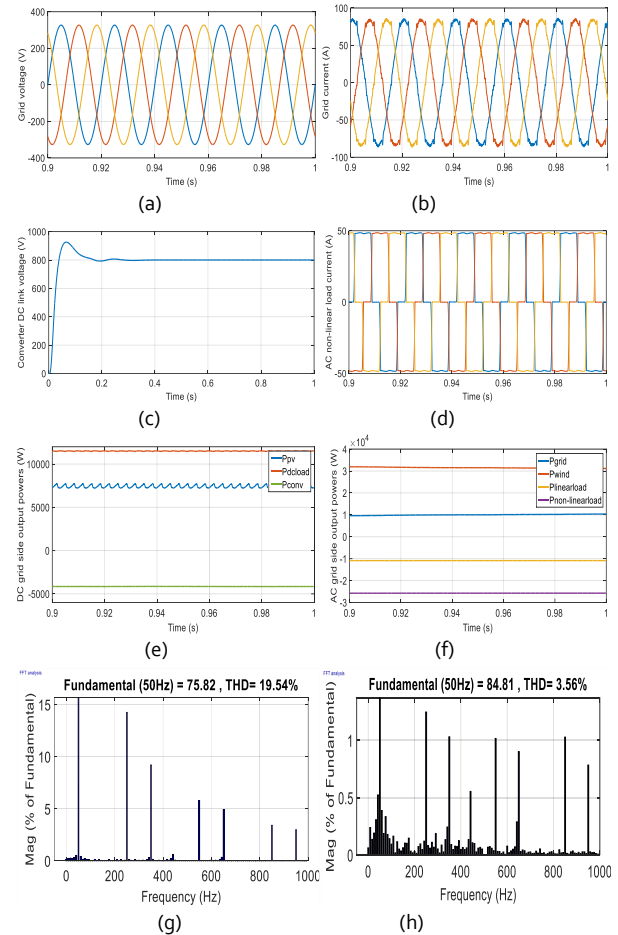 Grid voltage (V)
400
200
0
-200
-400
0.9
0.92
0.94
0.96
0.98
1
Time (s)
(a)
Grid current (A)
100
50
0
-50
-100
0.9
0.92
0.94
0.96
0.98
1
Time (s)
(b)
Converter DC link voltage (V)
1000
800
600
400
200
0
0
0.2
0.4
0.6
0.8
1
Time (s)
(c)
AC non-linear load current (A)
50
0
-50
0.9
0.92
0.94
0.96
0.98
1
Time (s)
(d)
DC grid side output powers (W)
10000
5000
0
-5000
Ppv
Pdcload
Pconv
0.9
0.92
0.94
0.96
0.98
1
Time (s)
(e)
AC grid side output powers (W)
×10⁴
4
3
2
1
0
-1
-2
-3
Pgrid
Pwind
Plinearload
Pnon-linearload
0.9
0.92
0.94
0.96
0.98
1
Time (s)
(f)
FFT analysis
Fundamental (50Hz) = 75.82 , THD= 19.54%
Mag (% of Fundamental)
15
10
5
0
0
200
400
600
800
1000
Frequency (Hz)
(g)
FFT analysis
Fundamental (50Hz) = 84.81 , THD= 3.56%
Mag (% of Fundamental)
1
0.5
0
0
200
400
600
800
1000
Frequency (Hz)
(h)